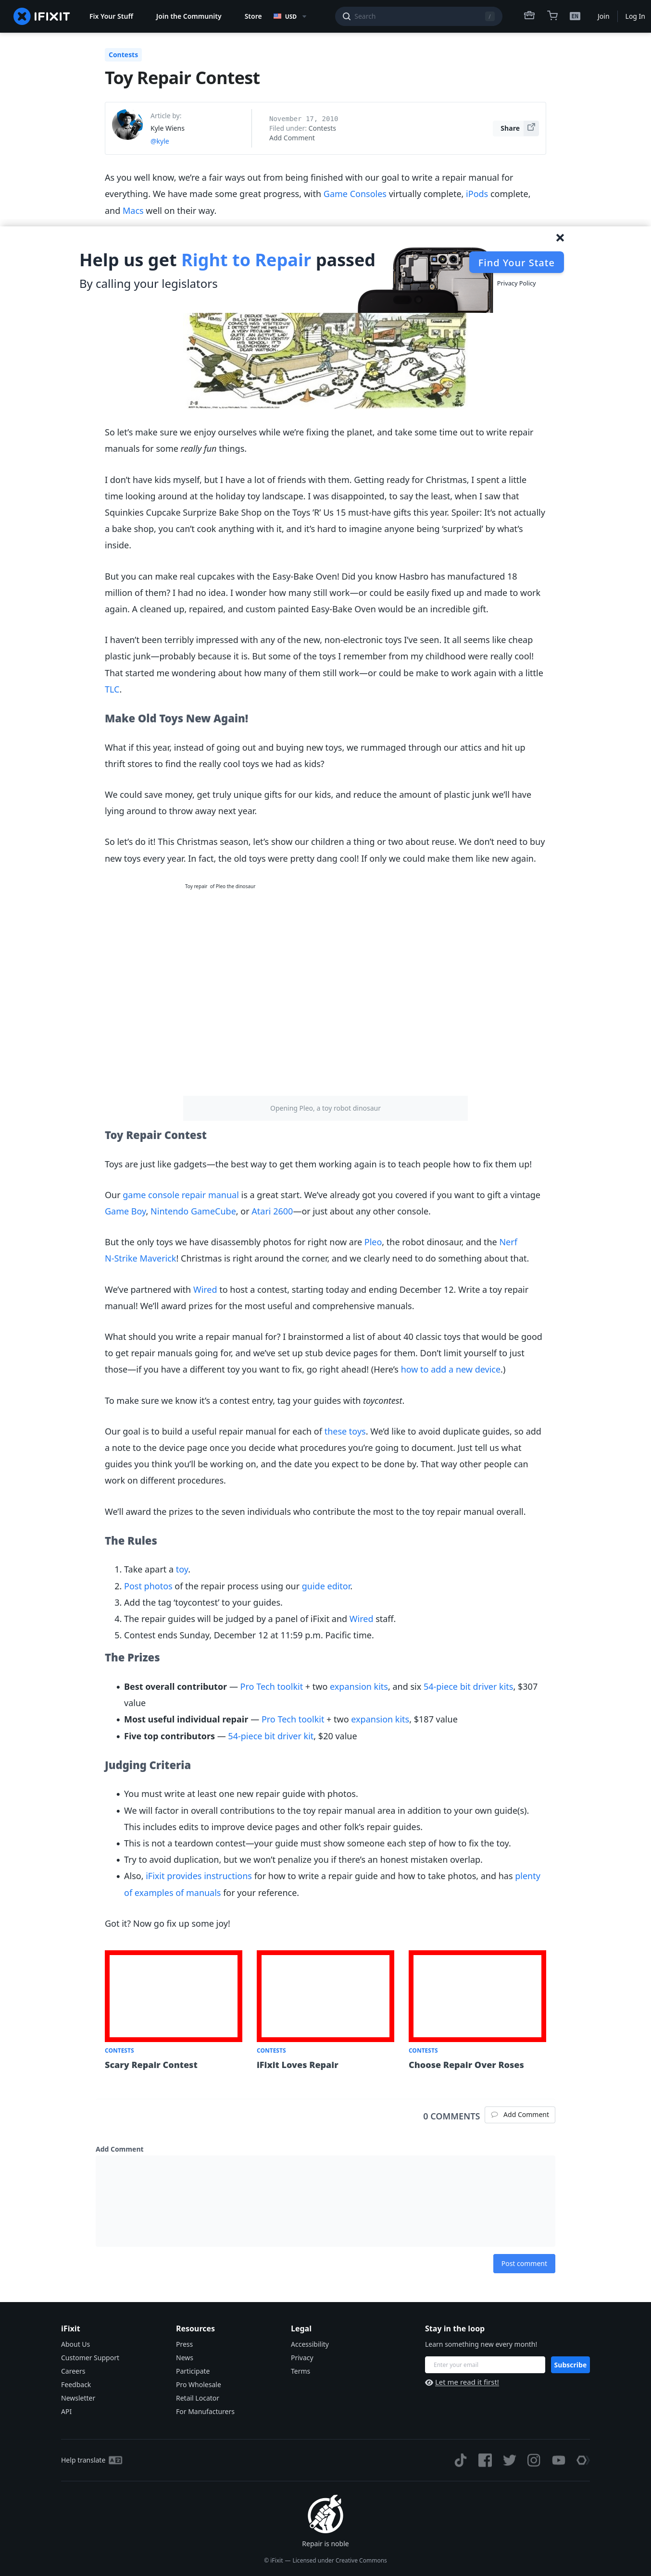 IFIXIT Fix Your Stuff Join the Community Store USD Search / EN Join Log In
Contests
Toy Repair Contest
Article by:
Kyle Wiens
@kyle
November 17, 2010
Filed under: Contests
Add Comment
Share
As you well know, we’re a fair ways out from being finished with our goal to write a repair manual for
everything. We have made some great progress, with Game Consoles virtually complete, iPods complete,
and Macs well on their way.
Help us get Right to Repair passed
By calling your legislators
Find Your State
Privacy Policy
So let’s make sure we enjoy ourselves while we’re fixing the planet, and take some time out to write repair
manuals for some really fun things.
I don’t have kids myself, but I have a lot of friends with them. Getting ready for Christmas, I spent a little
time looking around at the holiday toy landscape. I was disappointed, to say the least, when I saw that
Squinkies Cupcake Surprize Bake Shop on the Toys ‘R’ Us 15 must-have gifts this year. Spoiler: It’s not actually
a bake shop, you can’t cook anything with it, and it’s hard to imagine anyone being ‘surprized’ by what’s
inside.
But you can make real cupcakes with the Easy-Bake Oven! Did you know Hasbro has manufactured 18
million of them? I had no idea. I wonder how many still work—or could be easily fixed up and made to work
again. A cleaned up, repaired, and custom painted Easy-Bake Oven would be an incredible gift.
I haven’t been terribly impressed with any of the new, non-electronic toys I’ve seen. It all seems like cheap
plastic junk—probably because it is. But some of the toys I remember from my childhood were really cool!
That started me wondering about how many of them still work—or could be make to work again with a little
TLC.
Make Old Toys New Again!
What if this year, instead of going out and buying new toys, we rummaged through our attics and hit up
thrift stores to find the really cool toys we had as kids?
We could save money, get truly unique gifts for our kids, and reduce the amount of plastic junk we’ll have
lying around to throw away next year.
So let’s do it! This Christmas season, let’s show our children a thing or two about reuse. We don’t need to buy
new toys every year. In fact, the old toys were pretty dang cool! If only we could make them like new again.
Toy repair of Pleo the dinosaur
Opening Pleo, a toy robot dinosaur
Toy Repair Contest
Toys are just like gadgets—the best way to get them working again is to teach people how to fix them up!
Our game console repair manual is a great start. We’ve already got you covered if you want to gift a vintage
Game Boy, Nintendo GameCube, or Atari 2600—or just about any other console.
But the only toys we have disassembly photos for right now are Pleo, the robot dinosaur, and the Nerf
N-Strike Maverick! Christmas is right around the corner, and we clearly need to do something about that.
We’ve partnered with Wired to host a contest, starting today and ending December 12. Write a toy repair
manual! We’ll award prizes for the most useful and comprehensive manuals.
What should you write a repair manual for? I brainstormed a list of about 40 classic toys that would be good
to get repair manuals going for, and we’ve set up stub device pages for them. Don’t limit yourself to just
those—if you have a different toy you want to fix, go right ahead! (Here’s how to add a new device.)
To make sure we know it’s a contest entry, tag your guides with toycontest.
Our goal is to build a useful repair manual for each of these toys. We’d like to avoid duplicate guides, so add
a note to the device page once you decide what procedures you’re going to document. Just tell us what
guides you think you’ll be working on, and the date you expect to be done by. That way other people can
work on different procedures.
We’ll award the prizes to the seven individuals who contribute the most to the toy repair manual overall.
The Rules
1. Take apart a toy.
2. Post photos of the repair process using our guide editor.
3. Add the tag ‘toycontest’ to your guides.
4. The repair guides will be judged by a panel of iFixit and Wired staff.
5. Contest ends Sunday, December 12 at 11:59 p.m. Pacific time.
The Prizes
• Best overall contributor — Pro Tech toolkit + two expansion kits, and six 54-piece bit driver kits, $307
value
• Most useful individual repair — Pro Tech toolkit + two expansion kits, $187 value
• Five top contributors — 54-piece bit driver kit, $20 value
Judging Criteria
• You must write at least one new repair guide with photos.
• We will factor in overall contributions to the toy repair manual area in addition to your own guide(s).
This includes edits to improve device pages and other folk’s repair guides.
• This is not a teardown contest—your guide must show someone each step of how to fix the toy.
• Try to avoid duplication, but we won’t penalize you if there’s an honest mistaken overlap.
• Also, iFixit provides instructions for how to write a repair guide and how to take photos, and has plenty
of examples of manuals for your reference.
Got it? Now go fix up some joy!
CONTESTS CONTESTS CONTESTS
Scary Repair Contest iFixit Loves Repair Choose Repair Over Roses
0 COMMENTS Add Comment
Add Comment
Post comment
iFixit Resources Legal Stay in the loop
About Us Press Accessibility Learn something new every month!
Customer Support News Privacy
Careers Participate Terms Enter your email Subscribe
Feedback Pro Wholesale Let me read it first!
Newsletter Retail Locator
API For Manufacturers
Help translate
Repair is noble
© iFixit — Licensed under Creative Commons